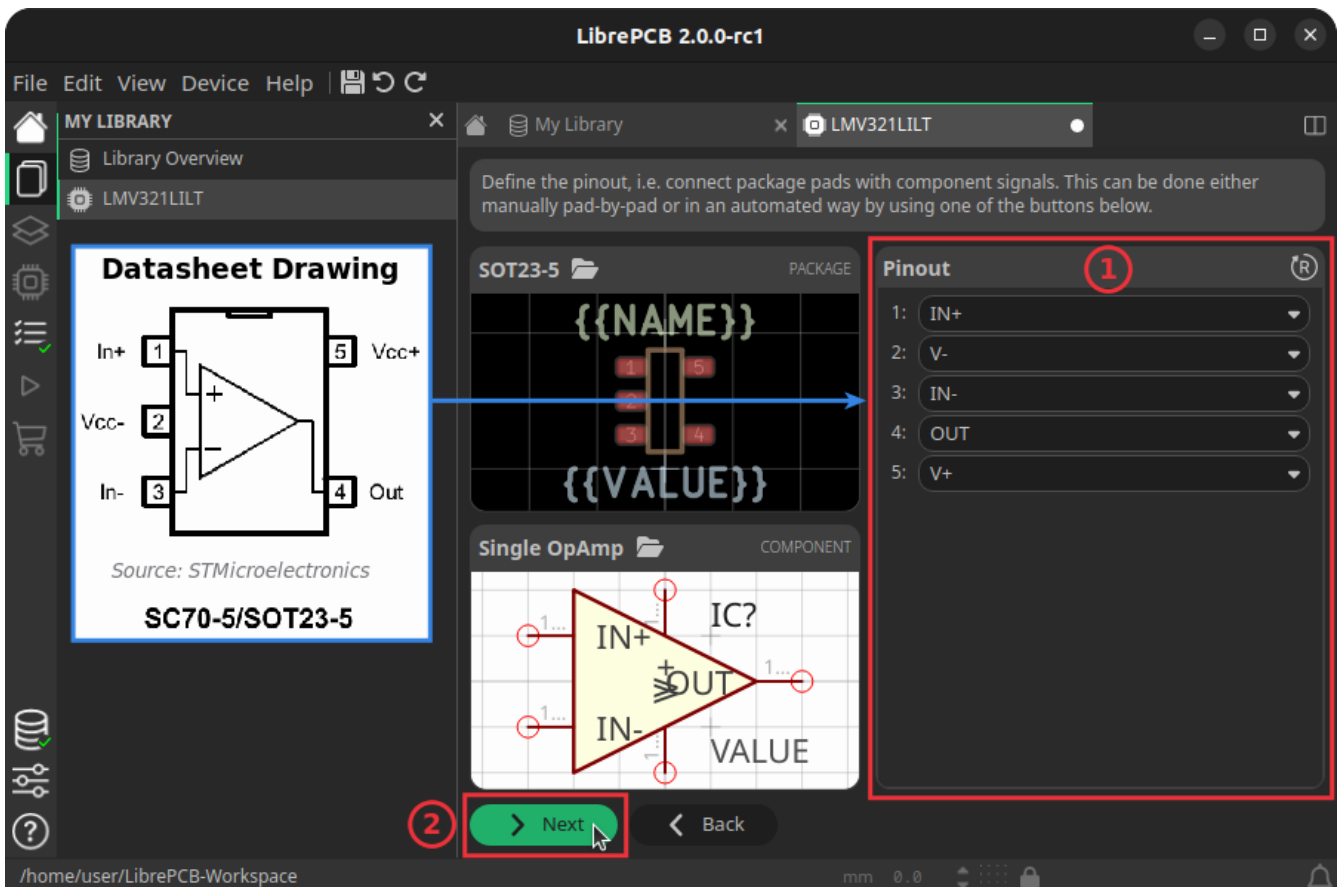 LibrePCB 2.0.0-rc1
File Edit View Device Help
MY LIBRARY
Library Overview
LMV321LILT
My Library
LMV321LILT
Define the pinout, i.e. connect package pads with component signals. This can be done either
manually pad-by-pad or in an automated way by using one of the buttons below.
Datasheet Drawing
In+ 1
5 Vcc+
Vcc- 2
In- 3
4 Out
+
−
Source: STMicroelectronics
SC70-5/SOT23-5
SOT23-5
PACKAGE
{{NAME}}
1 5
2
3 4
{{VALUE}}
Single OpAmp
COMPONENT
1...
IN+
1...
IN-
1...
1...
1...
V+
V-
OUT
IC?
VALUE
Pinout
1
R
1: IN+
2: V-
3: IN-
4: OUT
5: V+
2
Next
Back
?
/home/user/LibrePCB-Workspace
mm 0.0